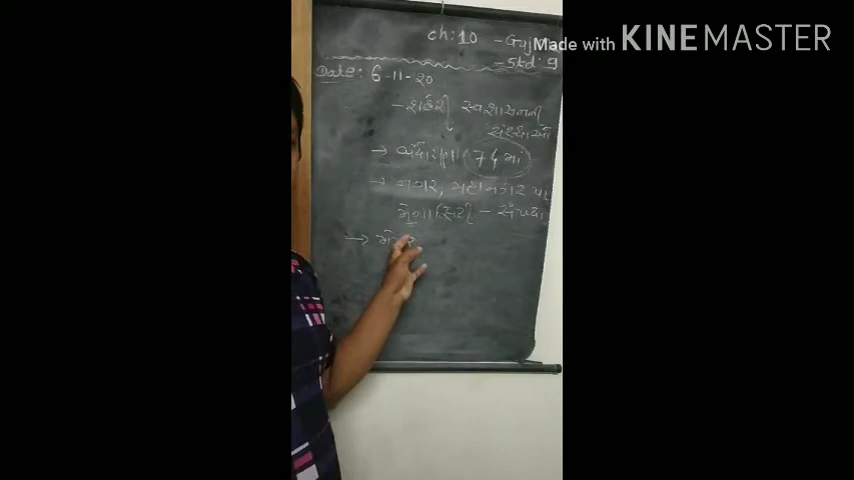 ch: 10 - Guj
- Std: 9
Made with KINEMASTER
Date: 6-11-20
- શહેરી સ્વશાસનની
સંસ્થાઓ
→ બંધારણ 74 માં
→ નગર, મહાનગર
મેગાસિટી -
→